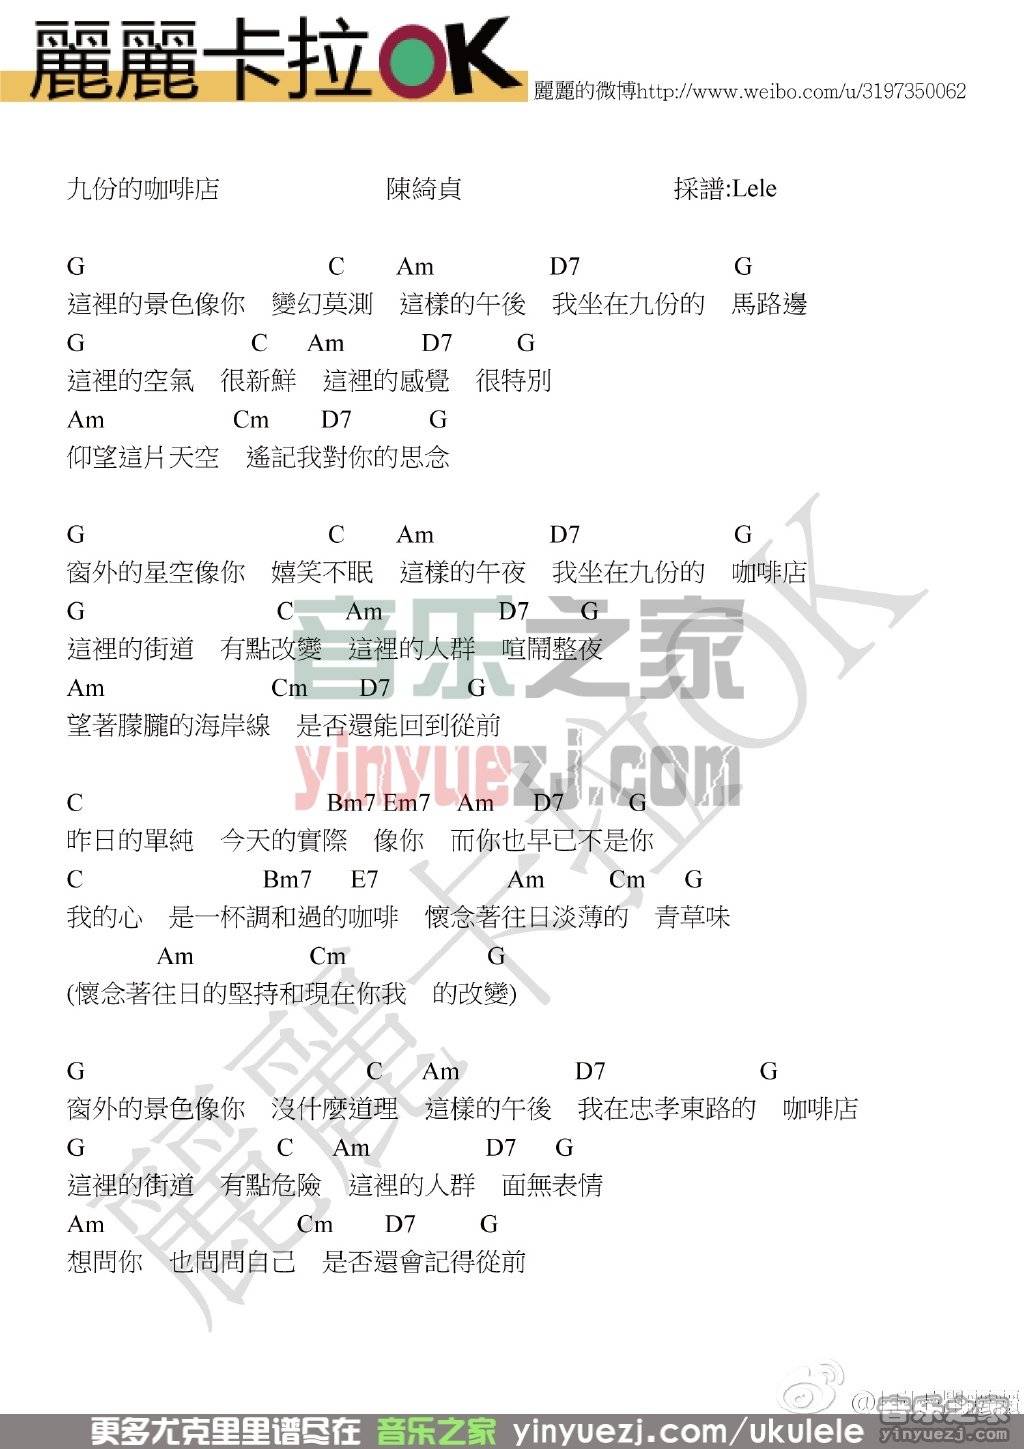 麗麗卡拉OK
麗麗的微博http://www.weibo.com/u/3197350062
九份的咖啡店 陳綺貞 採譜:Lele
G C Am D7 G
這裡的景色像你 變幻莫測 這樣的午後 我坐在九份的 馬路邊
G C Am D7 G
這裡的空氣 很新鮮 這裡的感覺 很特別
Am Cm D7 G
仰望這片天空 遙記我對你的思念
G C Am D7 G
窗外的星空像你 嬉笑不眠 這樣的午夜 我坐在九份的 咖啡店
G C Am D7 G
這裡的街道 有點改變 這裡的人群 喧鬧整夜
Am Cm D7 G
望著朦朧的海岸線 是否還能回到從前
C Bm7 Em7 Am D7 G
昨日的單純 今天的實際 像你 而你也早已不是你
C Bm7 E7 Am Cm G
我的心 是一杯調和過的咖啡 懷念著往日淡薄的 青草味
Am Cm G
(懷念著往日的堅持和現在你我 的改變)
G C Am D7 G
窗外的景色像你 沒什麼道理 這樣的午後 我在忠孝東路的 咖啡店
G C Am D7 G
這裡的街道 有點危險 這裡的人群 面無表情
Am Cm D7 G
想問你 也問問自己 是否還會記得從前
音乐之家
yinyuezj.com
麗麗卡拉OK
音乐之家
yinyuezj.com
更多尤克里里谱尽在 音乐之家 yinyuezj.com/ukulele